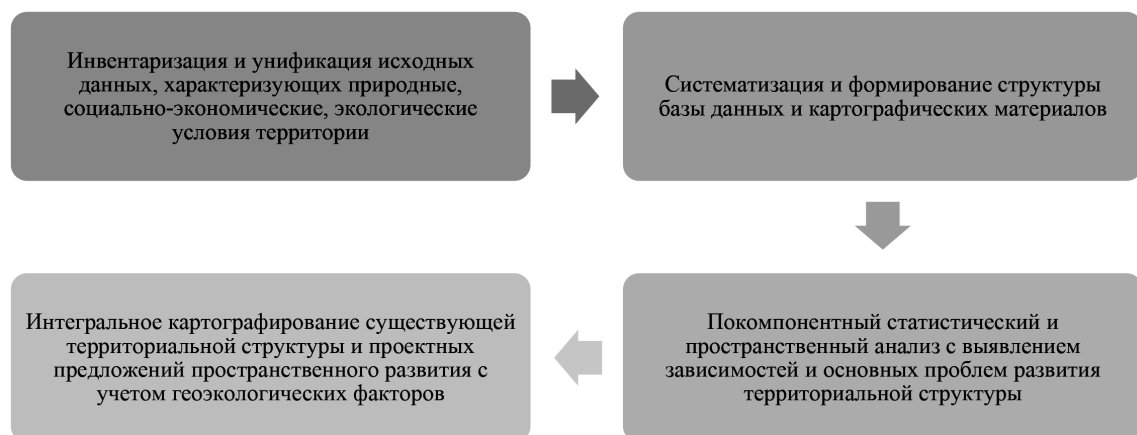 Инвентаризация и унификация исходных
данных, характеризующих природные,
социально-экономические, экологические
условия территории
Систематизация и формирование структуры
базы данных и картографических материалов
Покомпонентный статистический и
пространственный анализ с выявлением
зависимостей и основных проблем развития
территориальной структуры
Интегральное картографирование существующей
территориальной структуры и проектных
предложений пространственного развития с
учетом геоэкологических факторов